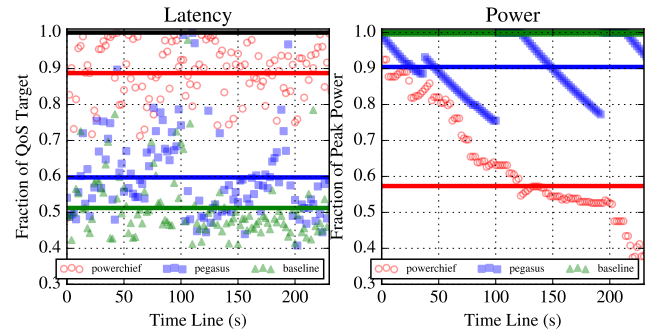 Latency
Fraction of QoS Target
1.0
0.9
0.8
0.7
0.6
0.5
0.4
0.3
powerchief pegasus baseline
0 50 100 150 200
Time Line (s)
Power
Fraction of Peak Power
1.0
0.9
0.8
0.7
0.6
0.5
0.4
0.3
powerchief pegasus baseline
0 50 100 150 200
Time Line (s)